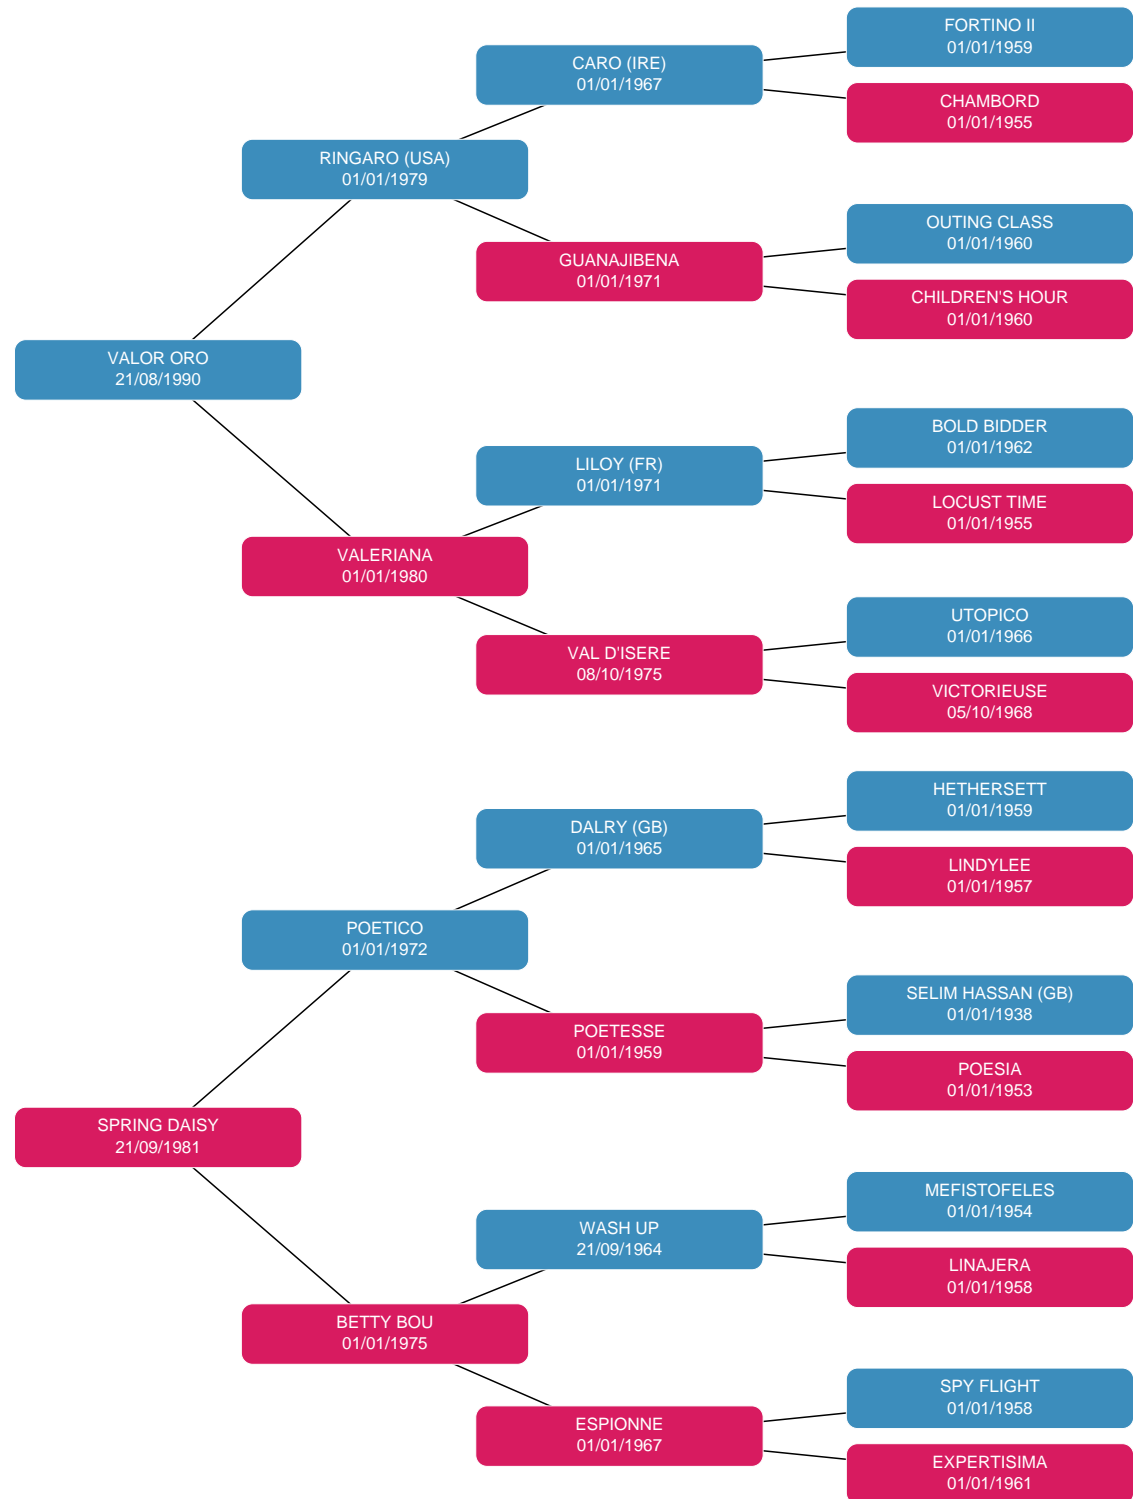 FORTINO II
01/01/1959
CARO (IRE)
01/01/1967
CHAMBORD
01/01/1955
RINGARO (USA)
01/01/1979
OUTING CLASS
01/01/1960
GUANAJIBENA
01/01/1971
CHILDREN'S HOUR
01/01/1960
VALOR ORO
21/08/1990
BOLD BIDDER
01/01/1962
LILOY (FR)
01/01/1971
LOCUST TIME
01/01/1955
VALERIANA
01/01/1980
UTOPICO
01/01/1966
VAL D'ISERE
08/10/1975
VICTORIEUSE
05/10/1968
HETHERSETT
01/01/1959
DALRY (GB)
01/01/1965
LINDYLEE
01/01/1957
POETICO
01/01/1972
SELIM HASSAN (GB)
01/01/1938
POETESSE
01/01/1959
POESIA
01/01/1953
SPRING DAISY
21/09/1981
MEFISTOFELES
01/01/1954
WASH UP
21/09/1964
LINAJERA
01/01/1958
BETTY BOU
01/01/1975
SPY FLIGHT
01/01/1958
ESPIONNE
01/01/1967
EXPERTISIMA
01/01/1961